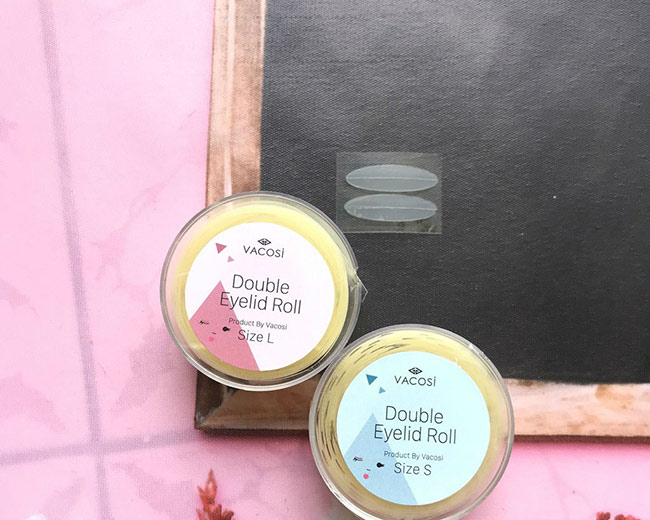 VACOSI
Double
Eyelid Roll
Product By Vacosi
Size L
VACOSI
Double
Eyelid Roll
Product By Vacosi
Size S